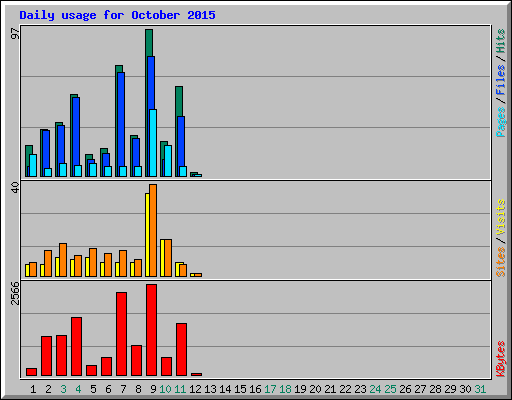 Daily usage for October 2015
97
Pages / Files / Hits
40
Sites / Visits
2566
KBytes
1 2 3 4 5 6 7 8 9 10 11 12 13 14 15 16 17 18 19 20 21 22 23 24 25 26 27 28 29 30 31